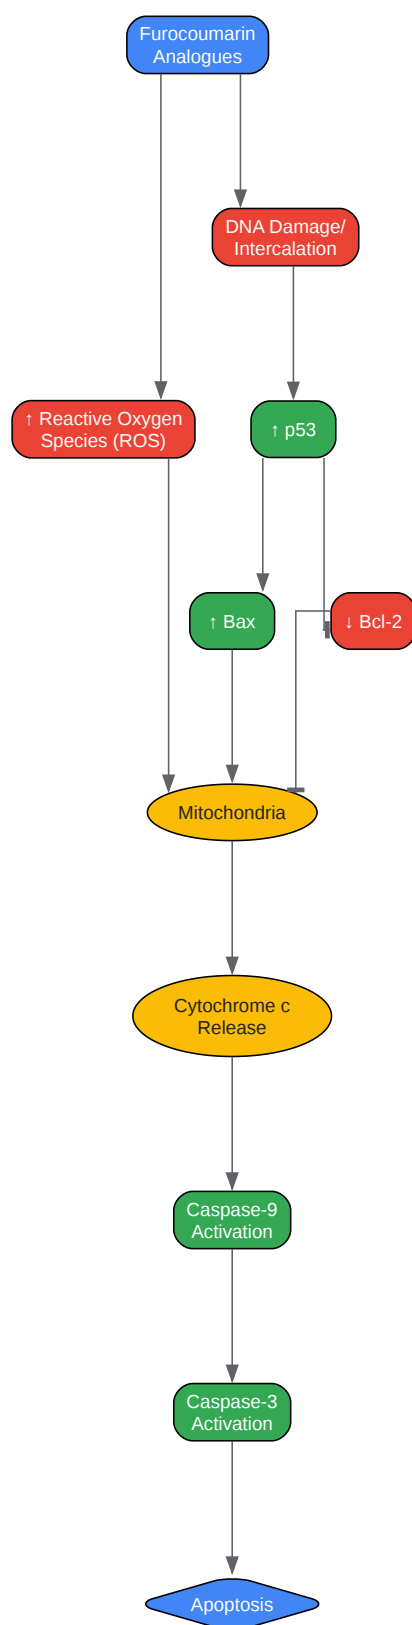 Furocoumarin
Analogues
DNA Damage/
Intercalation
↑ Reactive Oxygen
Species (ROS)
↑ p53
↑ Bax
↓ Bcl-2
Mitochondria
Cytochrome c
Release
Caspase-9
Activation
Caspase-3
Activation
Apoptosis